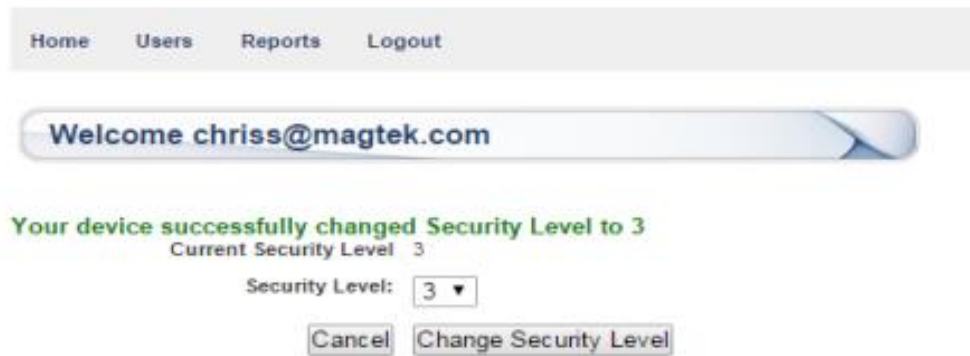 Home Users Reports Logout
Welcome chriss@magtek.com
Your device successfully changed Security Level to 3
Current Security Level 3
Security Level: 3
Cancel Change Security Level